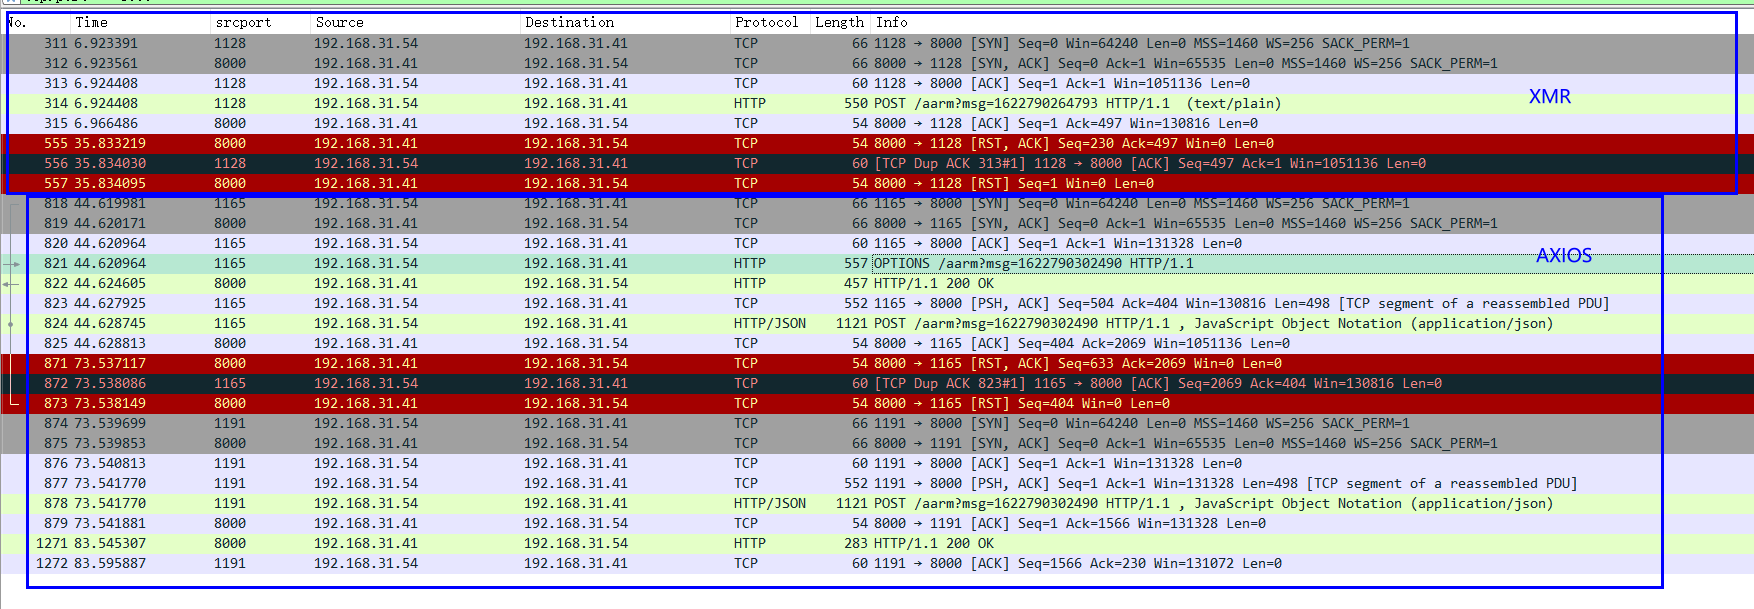 No. Time srcport Source Destination Protocol Length Info
311 6.923391 1128 192.168.31.54 192.168.31.41 TCP 66 1128 → 8000 [SYN] Seq=0 Win=64240 Len=0 MSS=1460 WS=256 SACK_PERM=1
312 6.923561 8000 192.168.31.41 192.168.31.54 TCP 66 8000 → 1128 [SYN, ACK] Seq=0 Ack=1 Win=65535 Len=0 MSS=1460 WS=256 SACK_PERM=1
313 6.924408 1128 192.168.31.54 192.168.31.41 TCP 60 1128 → 8000 [ACK] Seq=1 Ack=1 Win=1051136 Len=0
314 6.924408 1128 192.168.31.54 192.168.31.41 HTTP 550 POST /aarm?msg=1622790264793 HTTP/1.1 (text/plain)
XMR
315 6.966486 8000 192.168.31.41 192.168.31.54 TCP 54 8000 → 1128 [ACK] Seq=1 Ack=497 Win=130816 Len=0
555 35.833219 8000 192.168.31.41 192.168.31.54 TCP 54 8000 → 1128 [RST, ACK] Seq=230 Ack=497 Win=0 Len=0
556 35.834030 1128 192.168.31.54 192.168.31.41 TCP 60 [TCP Dup ACK 313#1] 1128 → 8000 [ACK] Seq=497 Ack=1 Win=1051136 Len=0
557 35.834095 8000 192.168.31.41 192.168.31.54 TCP 54 8000 → 1128 [RST] Seq=1 Win=0 Len=0
818 44.619981 1165 192.168.31.54 192.168.31.41 TCP 66 1165 → 8000 [SYN] Seq=0 Win=64240 Len=0 MSS=1460 WS=256 SACK_PERM=1
819 44.620171 8000 192.168.31.41 192.168.31.54 TCP 66 8000 → 1165 [SYN, ACK] Seq=0 Ack=1 Win=65535 Len=0 MSS=1460 WS=256 SACK_PERM=1
820 44.620964 1165 192.168.31.54 192.168.31.41 TCP 60 1165 → 8000 [ACK] Seq=1 Ack=1 Win=131328 Len=0
821 44.620964 1165 192.168.31.54 192.168.31.41 HTTP 557 OPTIONS /aarm?msg=1622790302490 HTTP/1.1
AXIOS
822 44.624605 8000 192.168.31.41 192.168.31.54 HTTP 457 HTTP/1.1 200 OK
823 44.627925 1165 192.168.31.54 192.168.31.41 TCP 552 1165 → 8000 [PSH, ACK] Seq=504 Ack=404 Win=130816 Len=498 [TCP segment of a reassembled PDU]
824 44.628745 1165 192.168.31.54 192.168.31.41 HTTP/JSON 1121 POST /aarm?msg=1622790302490 HTTP/1.1 , JavaScript Object Notation (application/json)
825 44.628813 8000 192.168.31.41 192.168.31.54 TCP 54 8000 → 1165 [ACK] Seq=404 Ack=2069 Win=1051136 Len=0
871 73.537117 8000 192.168.31.41 192.168.31.54 TCP 54 8000 → 1165 [RST, ACK] Seq=633 Ack=2069 Win=0 Len=0
872 73.538086 1165 192.168.31.54 192.168.31.41 TCP 60 [TCP Dup ACK 823#1] 1165 → 8000 [ACK] Seq=2069 Ack=404 Win=130816 Len=0
873 73.538149 8000 192.168.31.41 192.168.31.54 TCP 54 8000 → 1165 [RST] Seq=404 Win=0 Len=0
874 73.539699 1191 192.168.31.54 192.168.31.41 TCP 66 1191 → 8000 [SYN] Seq=0 Win=64240 Len=0 MSS=1460 WS=256 SACK_PERM=1
875 73.539853 8000 192.168.31.41 192.168.31.54 TCP 66 8000 → 1191 [SYN, ACK] Seq=0 Ack=1 Win=65535 Len=0 MSS=1460 WS=256 SACK_PERM=1
876 73.540813 1191 192.168.31.54 192.168.31.41 TCP 60 1191 → 8000 [ACK] Seq=1 Ack=1 Win=131328 Len=0
877 73.541770 1191 192.168.31.54 192.168.31.41 TCP 552 1191 → 8000 [PSH, ACK] Seq=1 Ack=1 Win=131328 Len=498 [TCP segment of a reassembled PDU]
878 73.541770 1191 192.168.31.54 192.168.31.41 HTTP/JSON 1121 POST /aarm?msg=1622790302490 HTTP/1.1 , JavaScript Object Notation (application/json)
879 73.541881 8000 192.168.31.41 192.168.31.54 TCP 54 8000 → 1191 [ACK] Seq=1 Ack=1566 Win=131328 Len=0
1271 83.545307 8000 192.168.31.41 192.168.31.54 HTTP 283 HTTP/1.1 200 OK
1272 83.595887 1191 192.168.31.54 192.168.31.41 TCP 60 1191 → 8000 [ACK] Seq=1566 Ack=230 Win=131072 Len=0